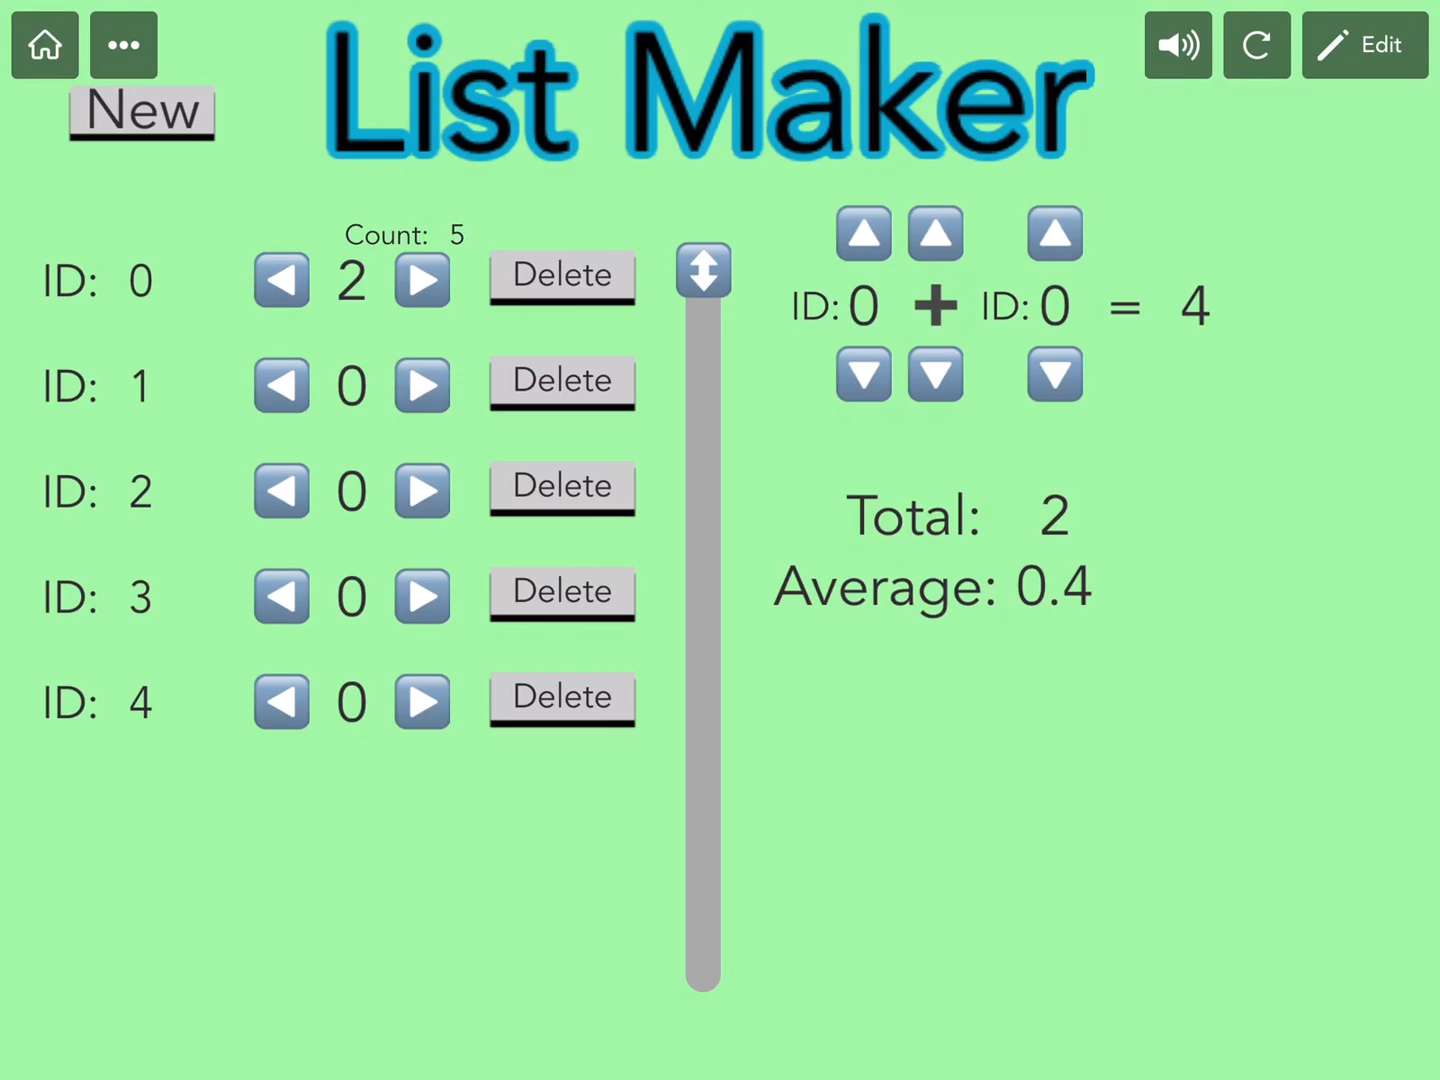 List Maker
Edit
New
Count: 5
ID: 0 2 Delete
ID: 1 0 Delete
ID: 2 0 Delete
ID: 3 0 Delete
ID: 4 0 Delete
ID: 0 + ID: 0 = 4
Total: 2
Average: 0.4